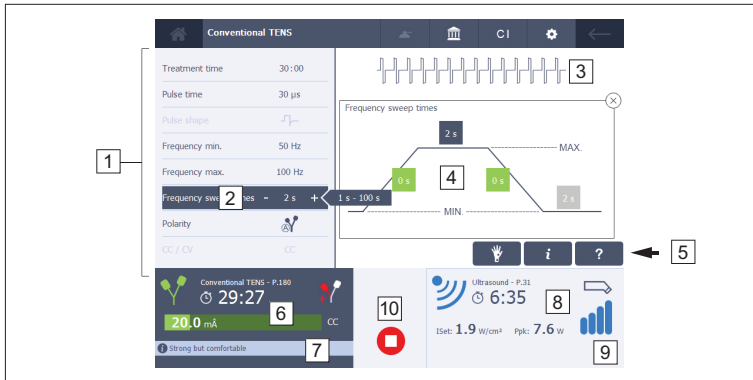 Conventional TENS
CI
1
Treatment time 30:00
Pulse time 30 µs
Pulse shape
Frequency min. 50 Hz
Frequency max. 100 Hz
Frequency sweep times - 2 s +
2
1 s - 100 s
Polarity
A
CC / CV CC
3
Frequency sweep times
2 s
MAX.
0 s
4
0 s
2 s
MIN.
i
?
5
Conventional TENS - P.180
29:27
6
20.0 mA
CC
Strong but comfortable
7
10
Ultrasound - P.31
6:35
8
ISet: 1.9 W/cm² Ppk: 7.6 W
9